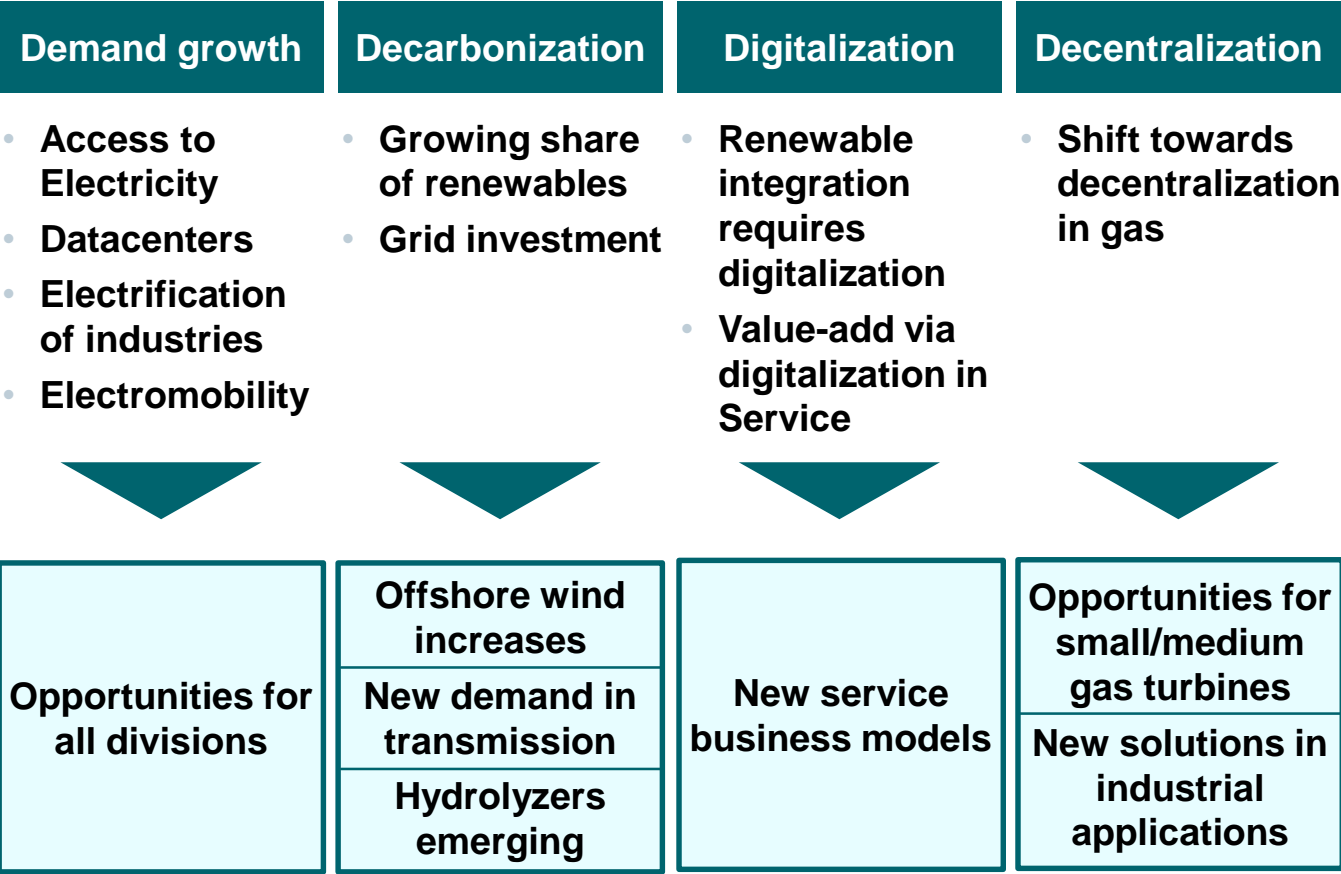 Demand growth
Decarbonization
Digitalization
Decentralization
• Access to
Electricity
• Datacenters
• Electrification
of industries
• Electromobility
• Growing share
of renewables
• Grid investment
• Renewable
integration
requires
digitalization
• Value-add via
digitalization in
Service
• Shift towards
decentralization
in gas
Opportunities for
all divisions
Offshore wind
increases
New demand in
transmission
Hydrolyzers
emerging
New service
business models
Opportunities for
small/medium
gas turbines
New solutions in
industrial
applications